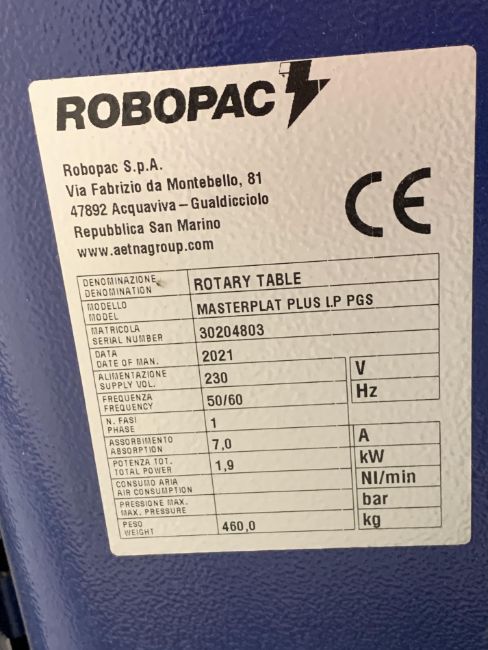 ROBOPAC
Robopac S.p.A.
Via Fabrizio da Montebello, 81
47892 Acquaviva – Gualdicciolo
Repubblica San Marino
www.aetnagroup.com
CE
DENOMINAZIONE
DENOMINATION
ROTARY TABLE
MODELLO
MODEL
MASTERPLAT PLUS LP PGS
MATRICOLA
SERIAL NUMBER
30204803
DATA
DATE OF MAN.
2021
ALIMENTAZIONE
SUPPLY VOL.
230
V
FREQUENZA
FREQUENCY
50/60
Hz
N. FASI
PHASE
1
ASSORBIMENTO
ABSORPTION
7,0
A
POTENZA TOT.
TOTAL POWER
1,9
kW
CONSUMO ARIA
AIR CONSUMPTION
Nl/min
PRESSIONE MAX.
MAX. PRESSURE
bar
PESO
WEIGHT
460,0
kg